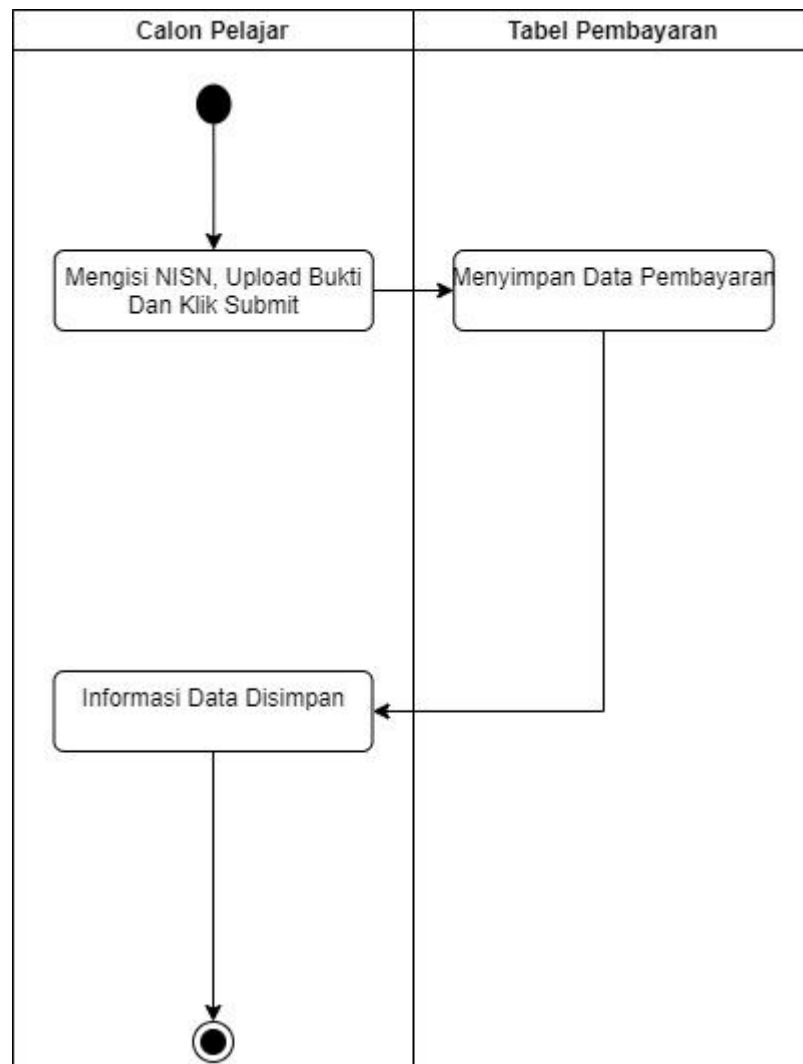 Calon Pelajar
Tabel Pembayaran
Mengisi NISN, Upload Bukti
Dan Klik Submit
Menyimpan Data Pembayaran
Informasi Data Disimpan